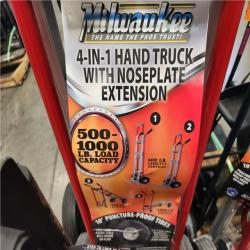 Milwaukee
THE NAME THE PROS TRUST!
4-IN-1 HAND TRUCK
WITH NOSEPLATE
EXTENSION
500-
1000
LB. LOAD
CAPACITY
1
2
10" PUNCTURE-PROOF TIRES